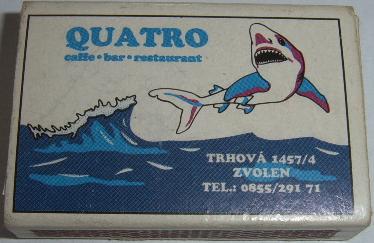 QUATRO
caffe • bar • restaurant
TRHOVÁ 1457/4
ZVOLEN
TEL.: 0855/291 71